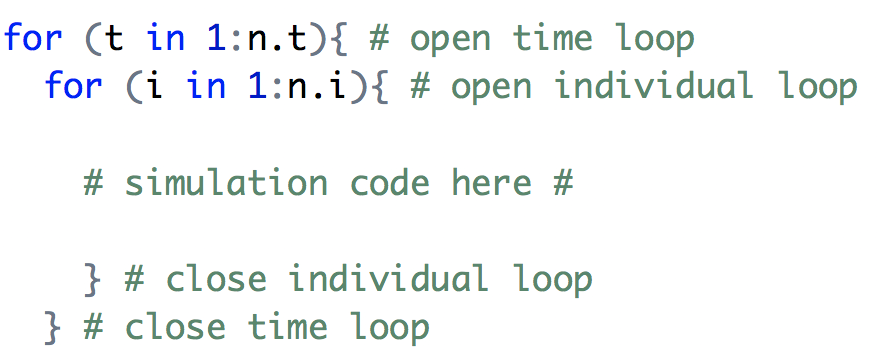 for (t in 1:n.t){ # open time loop
for (i in 1:n.i){ # open individual loop
# simulation code here #
} # close individual loop
} # close time loop